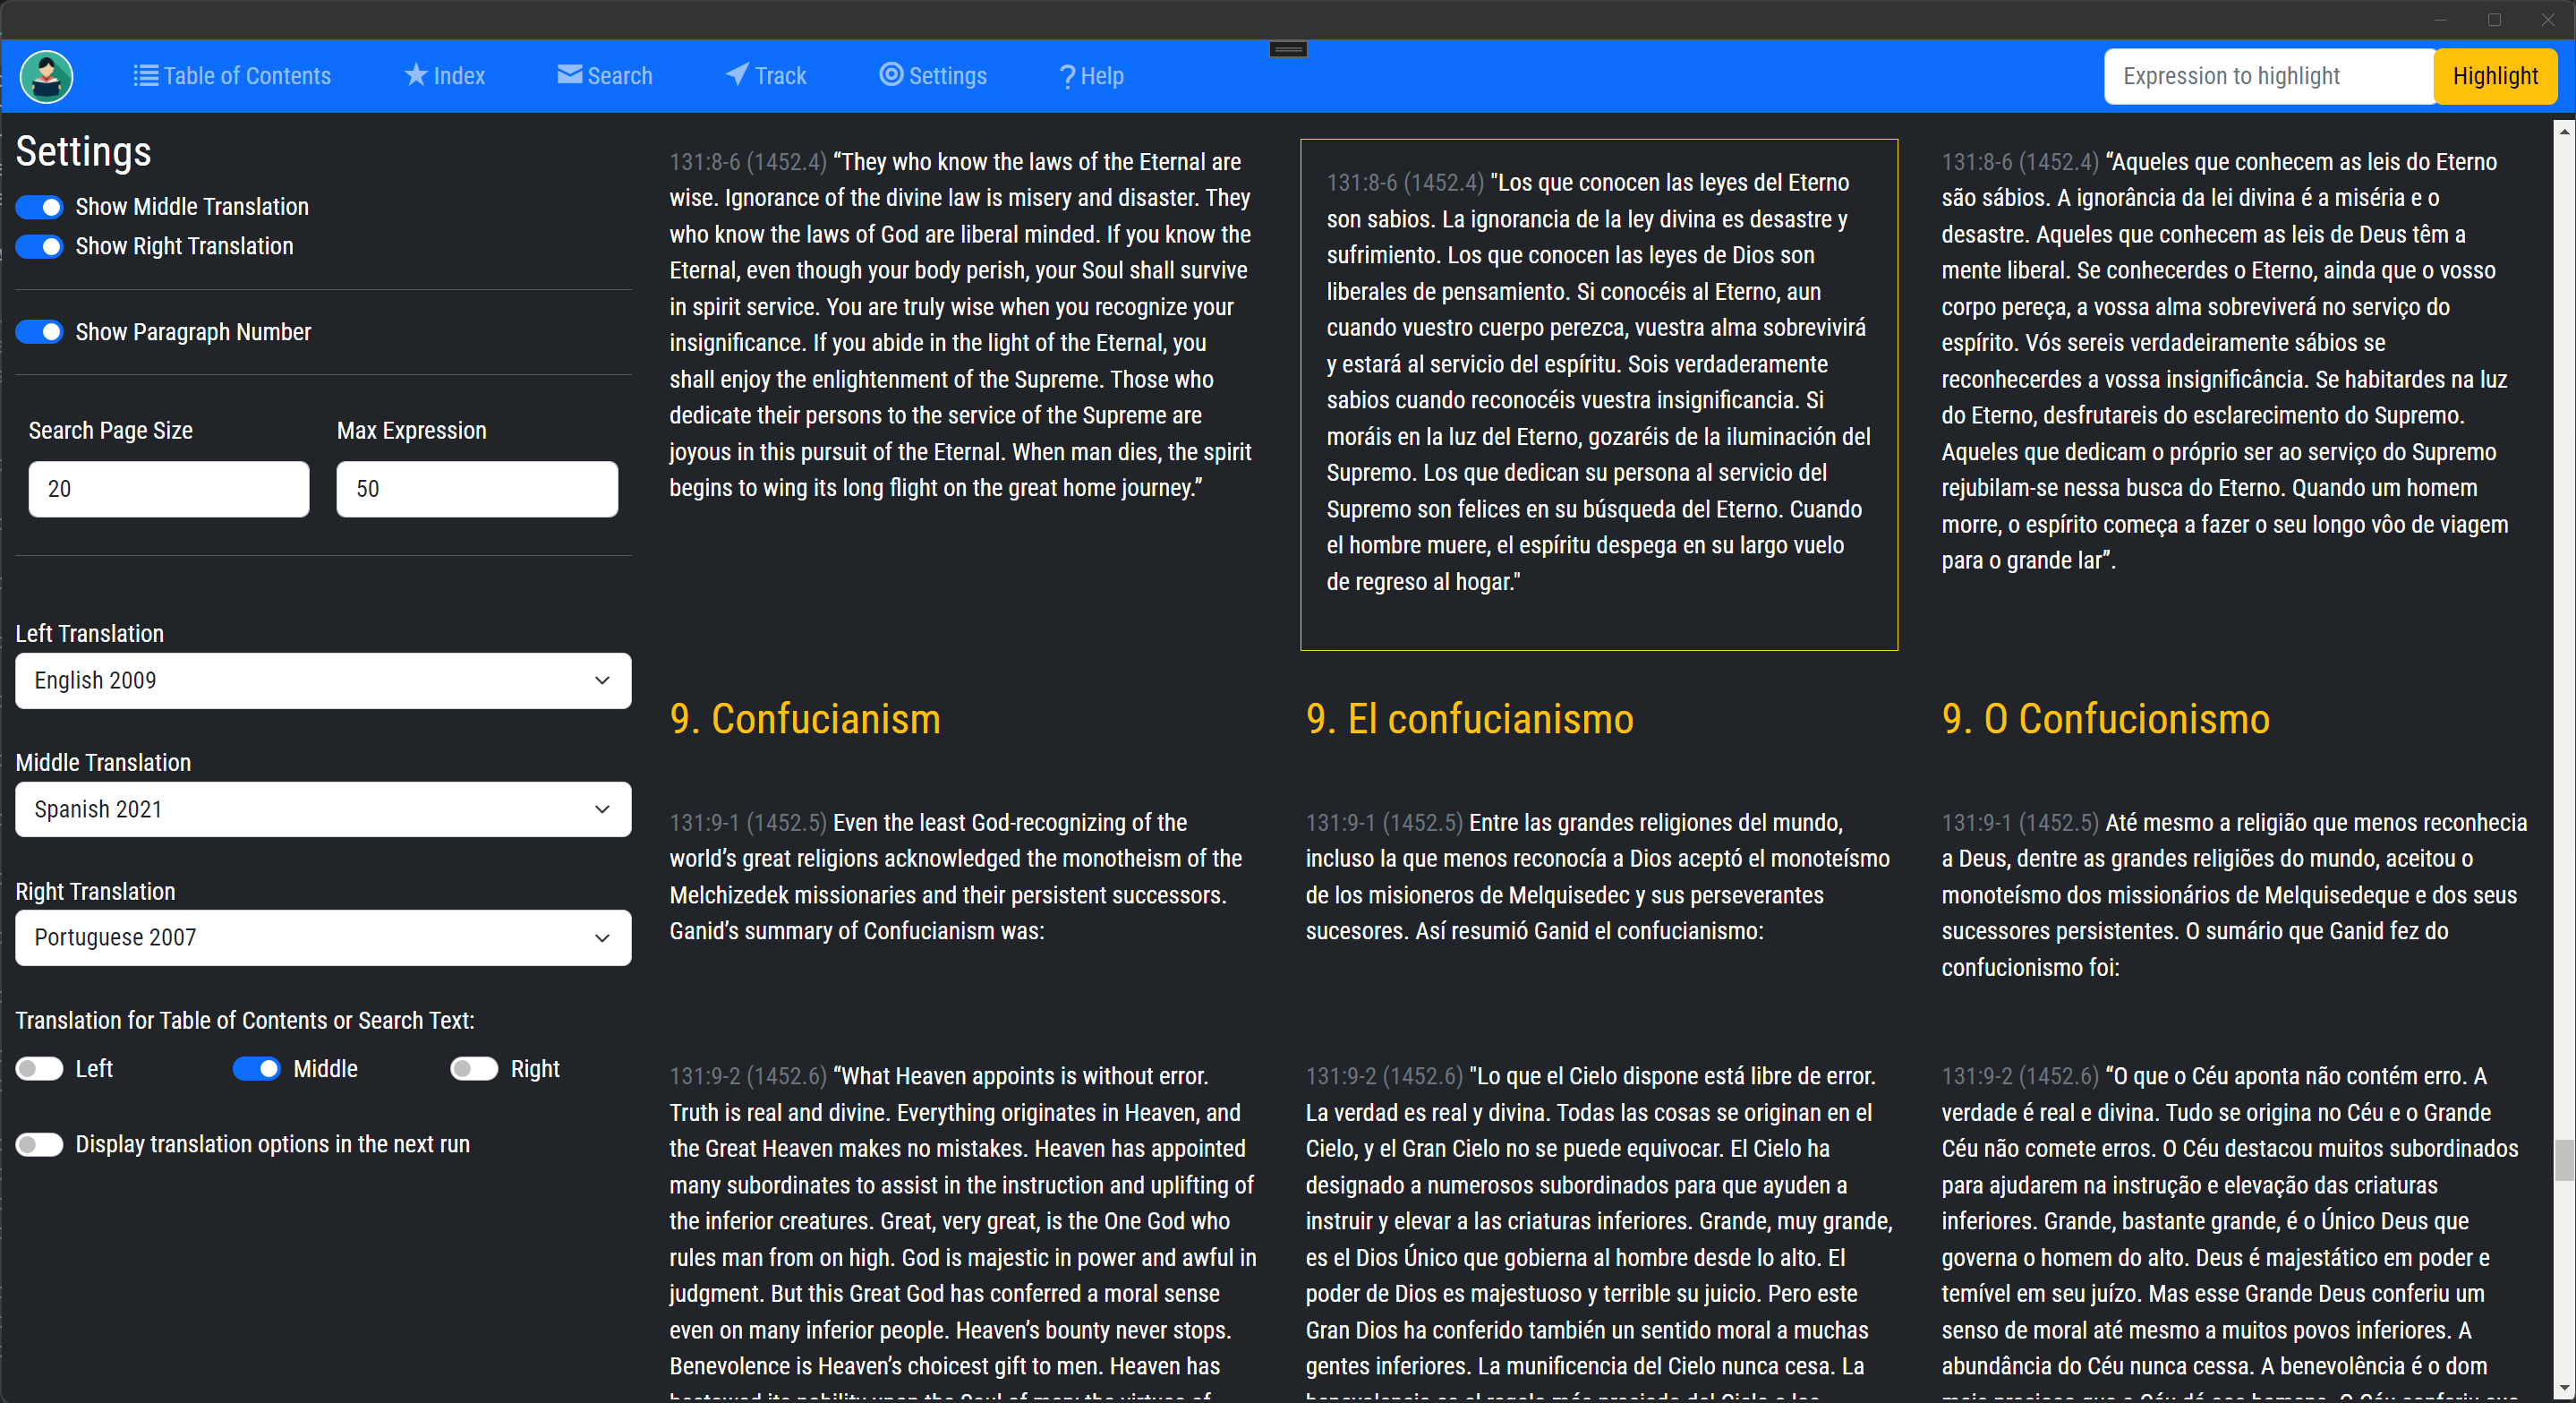 Table of Contents
Index
Search
Track
Settings
Help
Expression to highlight
Highlight
Settings
Show Middle Translation
Show Right Translation
Show Paragraph Number
Search Page Size
Max Expression
20
50
Left Translation
English 2009
Middle Translation
Spanish 2021
Right Translation
Portuguese 2007
Translation for Table of Contents or Search Text:
Left
Middle
Right
Display translation options in the next run
131:8-6 (1452.4) “They who know the laws of the Eternal are
wise. Ignorance of the divine law is misery and disaster. They
who know the laws of God are liberal minded. If you know the
Eternal, even though your body perish, your Soul shall survive
in spirit service. You are truly wise when you recognize your
insignificance. If you abide in the light of the Eternal, you
shall enjoy the enlightenment of the Supreme. Those who
dedicate their persons to the service of the Supreme are
joyous in this pursuit of the Eternal. When man dies, the spirit
begins to wing its long flight on the great home journey.”
131:8-6 (1452.4) "Los que conocen las leyes del Eterno
son sabios. La ignorancia de la ley divina es desastre y
sufrimiento. Los que conocen las leyes de Dios son
liberales de pensamiento. Si conocéis al Eterno, aun
cuando vuestro cuerpo perezca, vuestra alma sobrevivirá
y estará al servicio del espíritu. Sois verdaderamente
sabios cuando reconocéis vuestra insignificancia. Si
moráis en la luz del Eterno, gozaréis de la iluminación del
Supremo. Los que dedican su persona al servicio del
Supremo son felices en su búsqueda del Eterno. Cuando
el hombre muere, el espíritu despega en su largo vuelo
de regreso al hogar."
131:8-6 (1452.4) “Aqueles que conhecem as leis do Eterno
são sábios. A ignorância da lei divina é a miséria e o
desastre. Aqueles que conhecem as leis de Deus têm a
mente liberal. Se conhecerdes o Eterno, ainda que o vosso
corpo pereça, a vossa alma sobreviverá no serviço do
espírito. Vós sereis verdadeiramente sábios se
reconhecerdes a vossa insignificância. Se habitardes na luz
do Eterno, desfrutareis do esclarecimento do Supremo.
Aqueles que dedicam o próprio ser ao serviço do Supremo
rejubilam-se nessa busca do Eterno. Quando um homem
morre, o espírito começa a fazer o seu longo vôo de viagem
para o grande lar”.
9. Confucianism
9. El confucianismo
9. O Confucionismo
131:9-1 (1452.5) Even the least God-recognizing of the
world’s great religions acknowledged the monotheism of the
Melchizedek missionaries and their persistent successors.
Ganid’s summary of Confucianism was:
131:9-1 (1452.5) Entre las grandes religiones del mundo,
incluso la que menos reconocía a Dios aceptó el monoteísmo
de los misioneros de Melquisedec y sus perseverantes
sucesores. Así resumió Ganid el confucianismo:
131:9-1 (1452.5) Até mesmo a religião que menos reconhecia
a Deus, dentre as grandes religiões do mundo, aceitou o
monoteísmo dos missionários de Melquisedeque e dos seus
sucessores persistentes. O sumário que Ganid fez do
confucionismo foi:
131:9-2 (1452.6) “What Heaven appoints is without error.
Truth is real and divine. Everything originates in Heaven, and
the Great Heaven makes no mistakes. Heaven has appointed
many subordinates to assist in the instruction and uplifting of
the inferior creatures. Great, very great, is the One God who
rules man from on high. God is majestic in power and awful in
judgment. But this Great God has conferred a moral sense
even on many inferior people. Heaven’s bounty never stops.
Benevolence is Heaven’s choicest gift to men. Heaven has
131:9-2 (1452.6) "Lo que el Cielo dispone está libre de error.
La verdad es real y divina. Todas las cosas se originan en el
Cielo, y el Gran Cielo no se puede equivocar. El Cielo ha
designado a numerosos subordinados para que ayuden a
instruir y elevar a las criaturas inferiores. Grande, muy grande,
es el Dios Único que gobierna al hombre desde lo alto. El
poder de Dios es majestuoso y terrible su juicio. Pero este
Gran Dios ha conferido también un sentido moral a muchas
gentes inferiores. La munificencia del Cielo nunca cesa. La
131:9-2 (1452.6) “O que o Céu aponta não contém erro. A
verdade é real e divina. Tudo se origina no Céu e o Grande
Céu não comete erros. O Céu destacou muitos subordinados
para ajudarem na instrução e elevação das criaturas
inferiores. Grande, bastante grande, é o Único Deus que
governa o homem do alto. Deus é majestático em poder e
temível em seu juízo. Mas esse Grande Deus conferiu um
senso de moral até mesmo a muitos povos inferiores. A
abundância do Céu nunca cessa. A benevolência é o dom